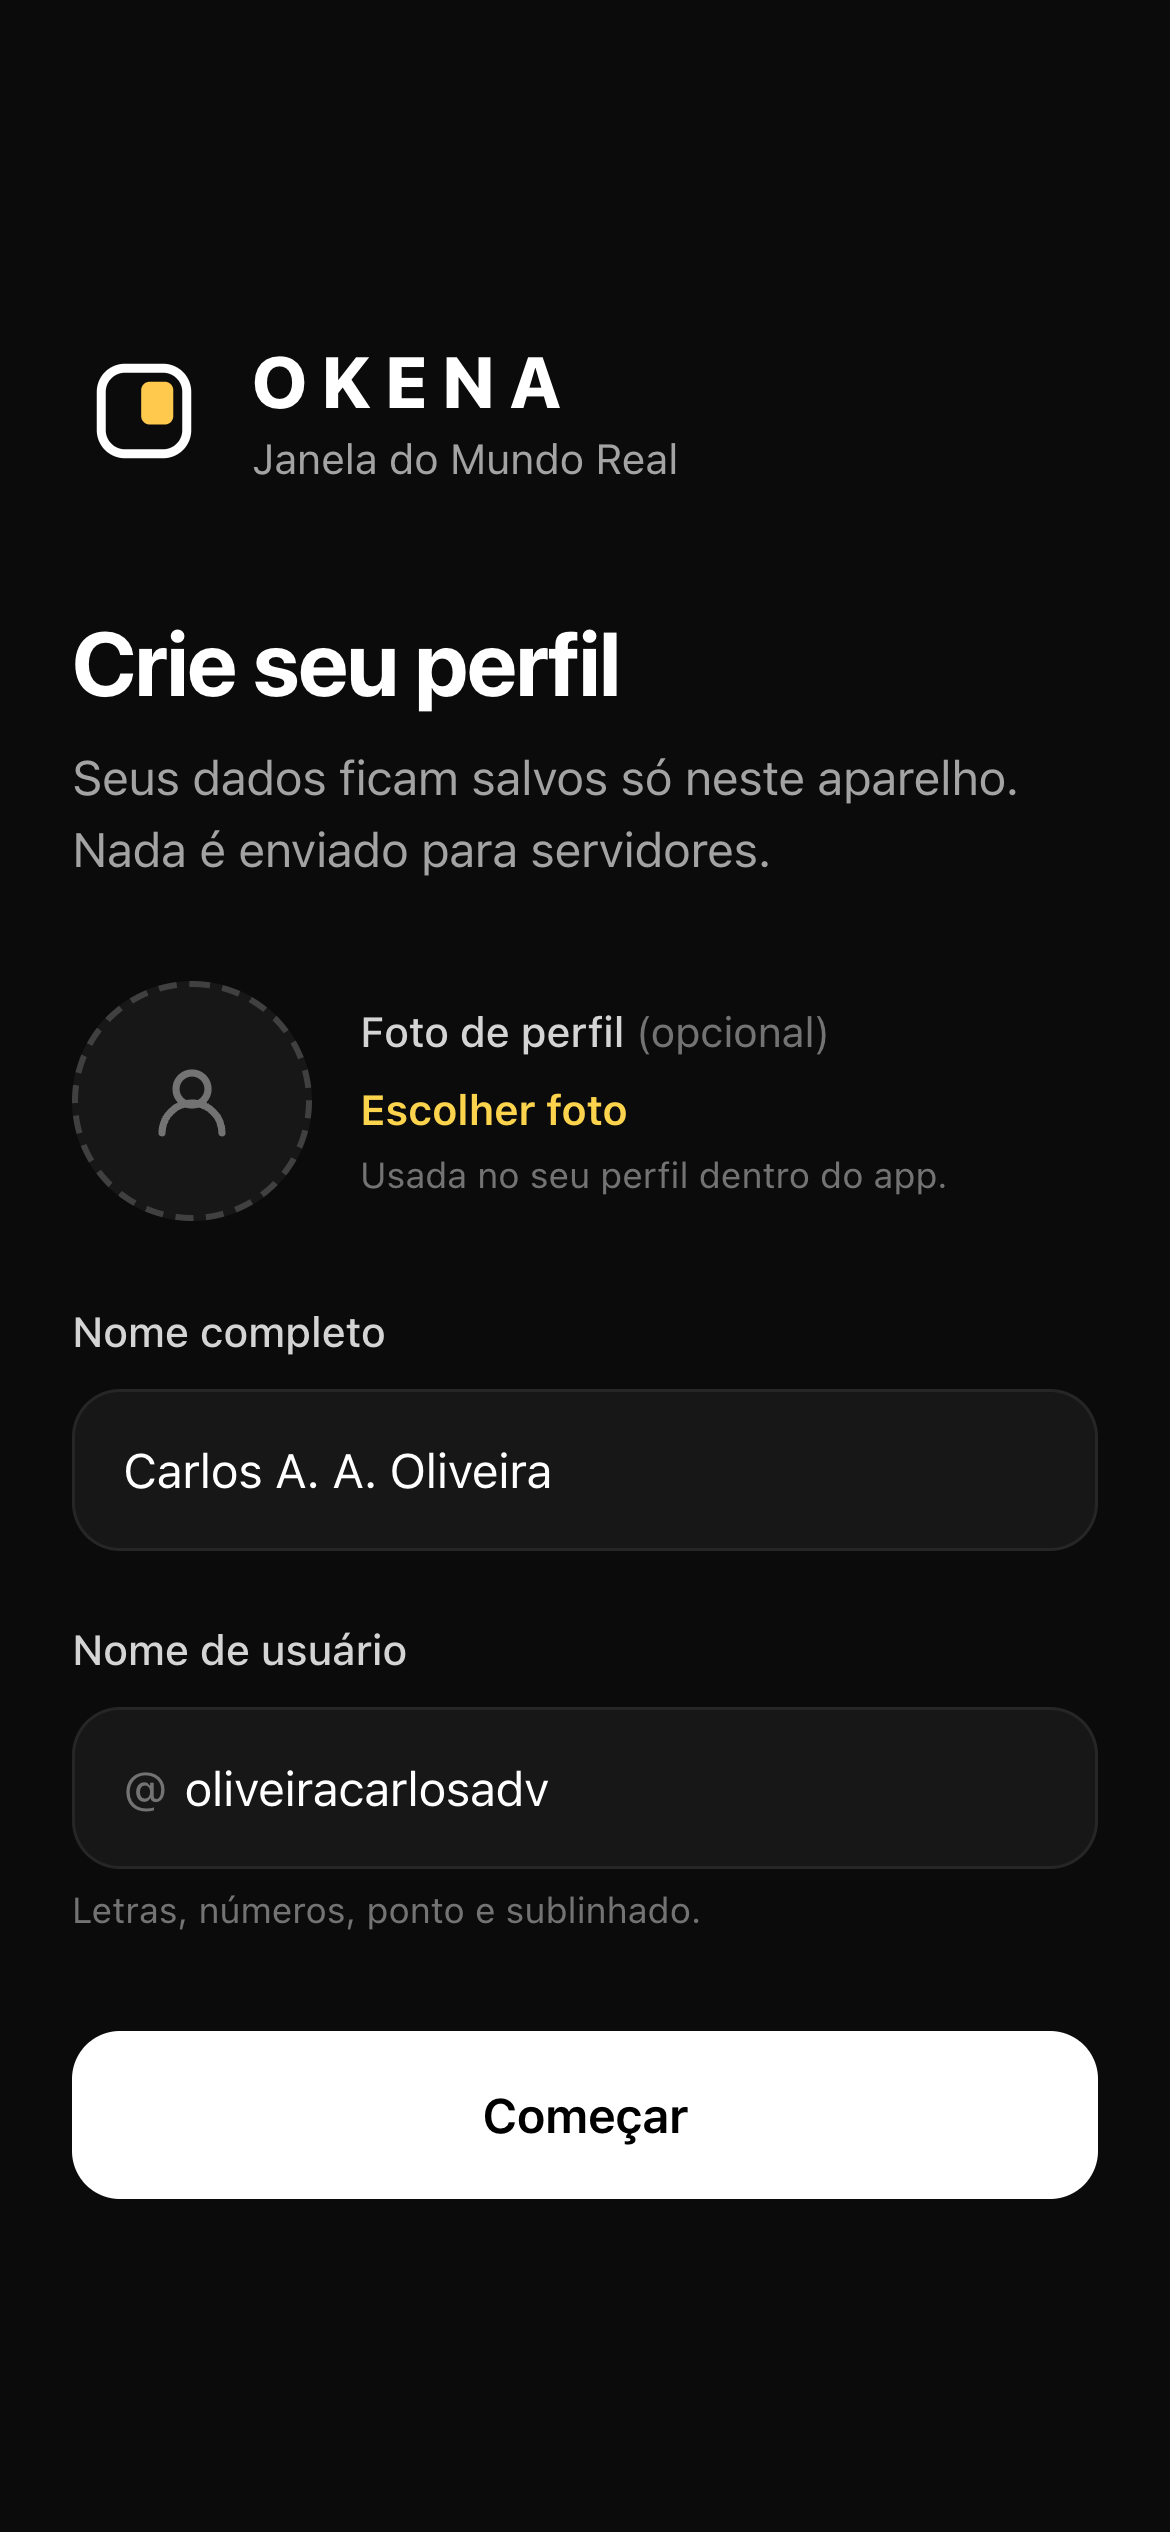 OKENA
Janela do Mundo Real
Crie seu perfil
Seus dados ficam salvos só neste aparelho.
Nada é enviado para servidores.
Foto de perfil (opcional)
Escolher foto
Usada no seu perfil dentro do app.
Nome completo
Carlos A. A. Oliveira
Nome de usuário
@ oliveiracarlosadv
Letras, números, ponto e sublinhado.
Começar